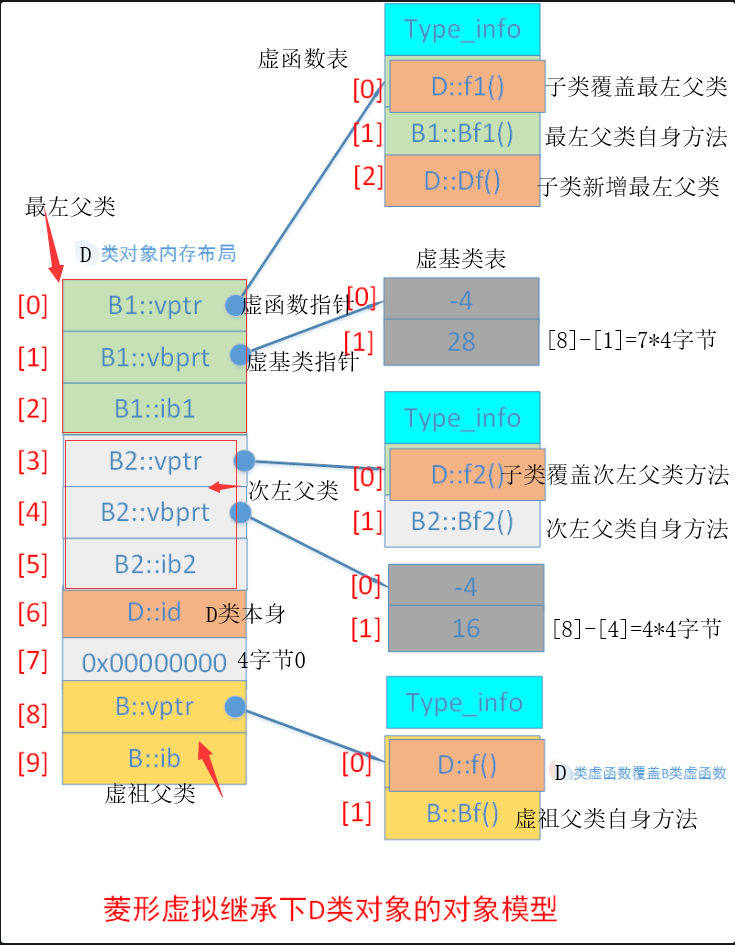 Type_info
虚函数表
[0] D::f1() 子类覆盖最左父类
[1] B1::Bf1() 最左父类自身方法
[2] D::Df() 子类新增最左父类
最左父类
D 类对象内存布局
虚基类表
[0] B1::vptr 虚函数指针
[0] -4
[1] B1::vbprt 虚基类指针
[1] 28 [8]-[1]=7*4字节
[2] B1::ib1
Type_info
[3] B2::vptr
[0] D::f2() 子类覆盖次左父类方法
次左父类
[4] B2::vbprt
[1] B2::Bf2() 次左父类自身方法
[5] B2::ib2
[0] -4
[6] D::id D类本身
[1] 16 [8]-[4]=4*4字节
[7] 0x00000000 4字节0
Type_info
[8] B::vptr
[9] B::ib
[0] D::f() D 类虚函数覆盖B类虚函数
虚祖父类
[1] B::Bf() 虚祖父类自身方法
菱形虚拟继承下D类对象的对象模型